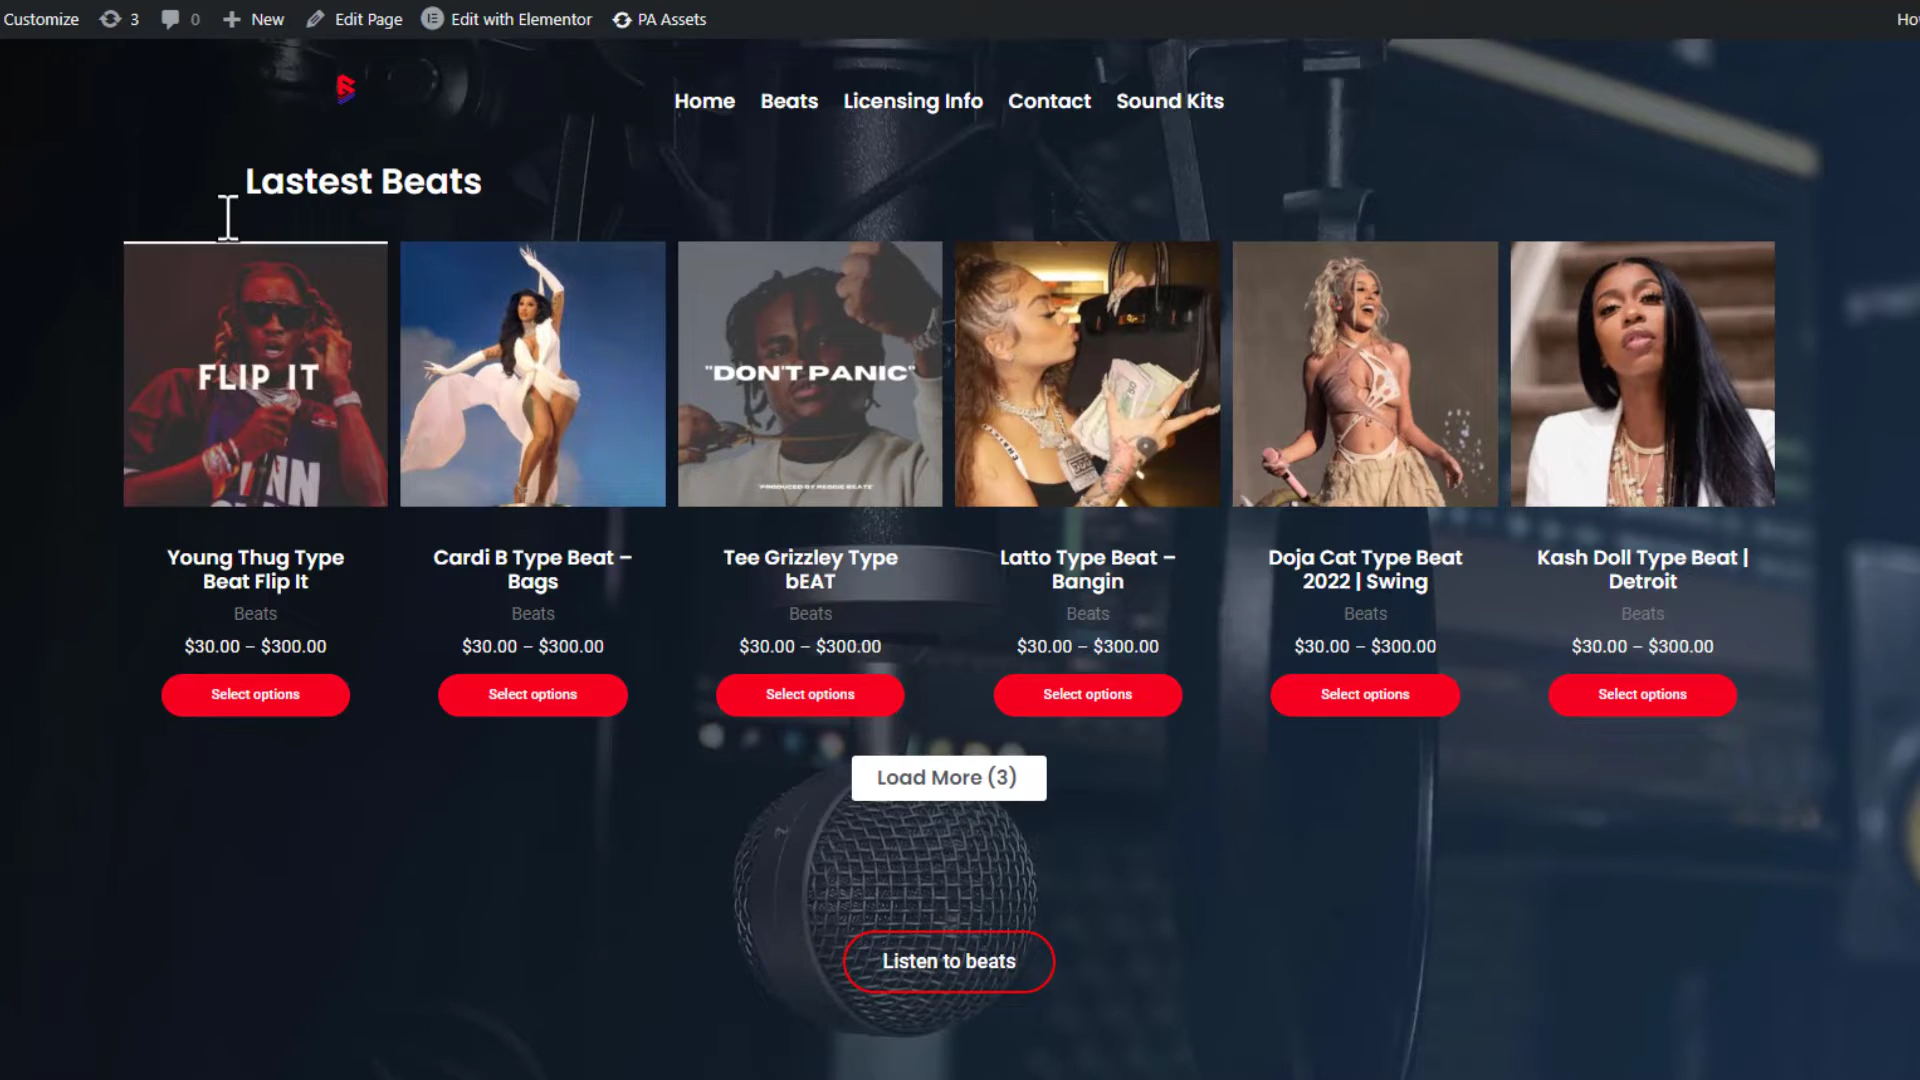 Customize 3 0 New Edit Page Edit with Elementor PA Assets Ho
Home Beats Licensing Info Contact Sound Kits
Lastest Beats
FLIP IT
"DON'T PANIC"
"PRODUCED BY REGGIE BEATZ"
Young Thug Type
Beat Flip It
Beats
$30.00 – $300.00
Select options
Cardi B Type Beat –
Bags
Beats
$30.00 – $300.00
Select options
Tee Grizzley Type
bEAT
Beats
$30.00 – $300.00
Select options
Latto Type Beat –
Bangin
Beats
$30.00 – $300.00
Select options
Doja Cat Type Beat
2022 | Swing
Beats
$30.00 – $300.00
Select options
Kash Doll Type Beat |
Detroit
Beats
$30.00 – $300.00
Select options
Load More (3)
Listen to beats